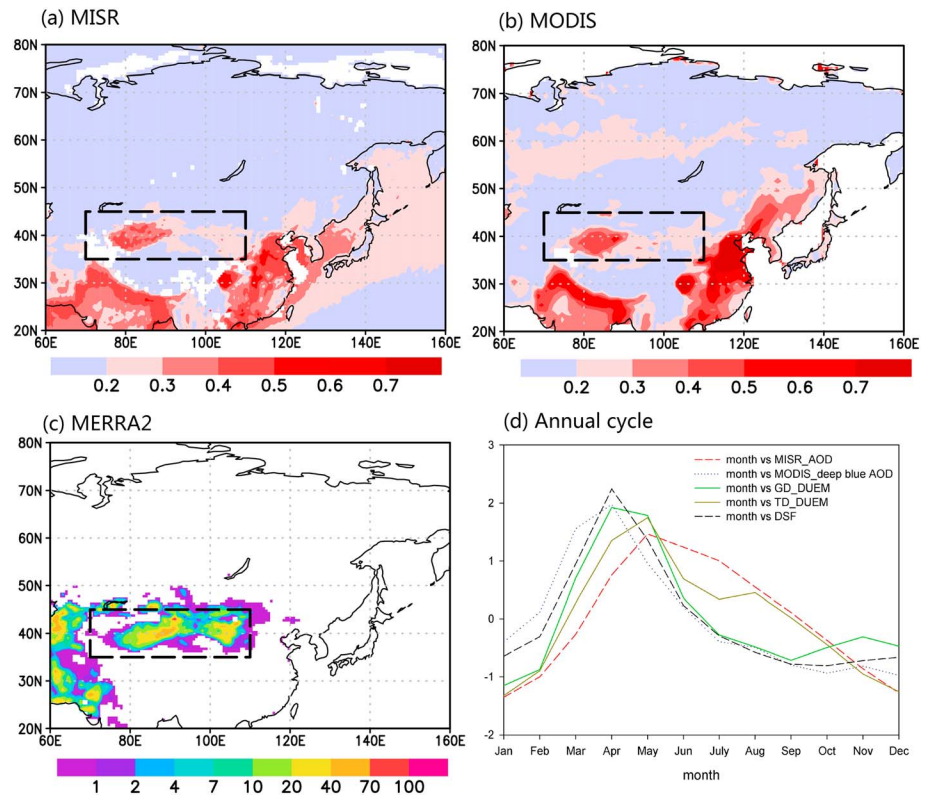 (a) MISR
80N
70N
60N
50N
40N
30N
20N
60E 80E 100E 120E 140E 160E
0.2 0.3 0.4 0.5 0.6 0.7
(b) MODIS
80N
70N
60N
50N
40N
30N
20N
60E 80E 100E 120E 140E 160E
0.2 0.3 0.4 0.5 0.6 0.7
(c) MERRA2
80N
70N
60N
50N
40N
30N
20N
60E 80E 100E 120E 140E 160E
1 2 4 7 10 20 40 70 100
(d) Annual cycle
3
2
1
0
-1
-2
month vs MISR_AOD
month vs MODIS_deep blue AOD
month vs GD_DUEM
month vs TD_DUEM
month vs DSF
Jan Feb Mar Apr May Jun July Aug Sep Oct Nov Dec
month